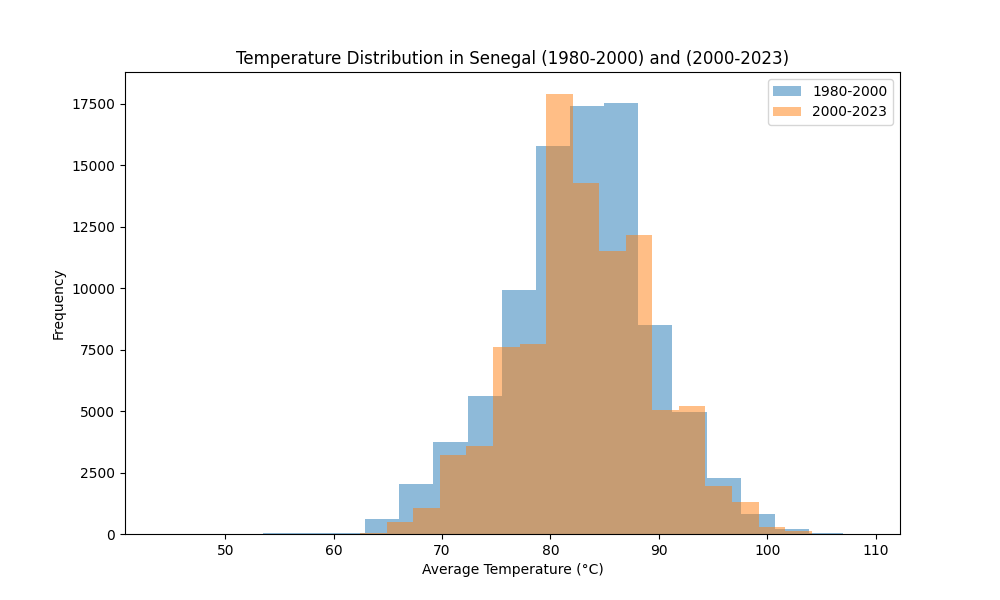 Temperature Distribution in Senegal (1980-2000) and (2000-2023)
1980-2000
2000-2023
17500
15000
12500
10000
7500
5000
2500
0
Frequency
50 60 70 80 90 100 110
Average Temperature (°C)